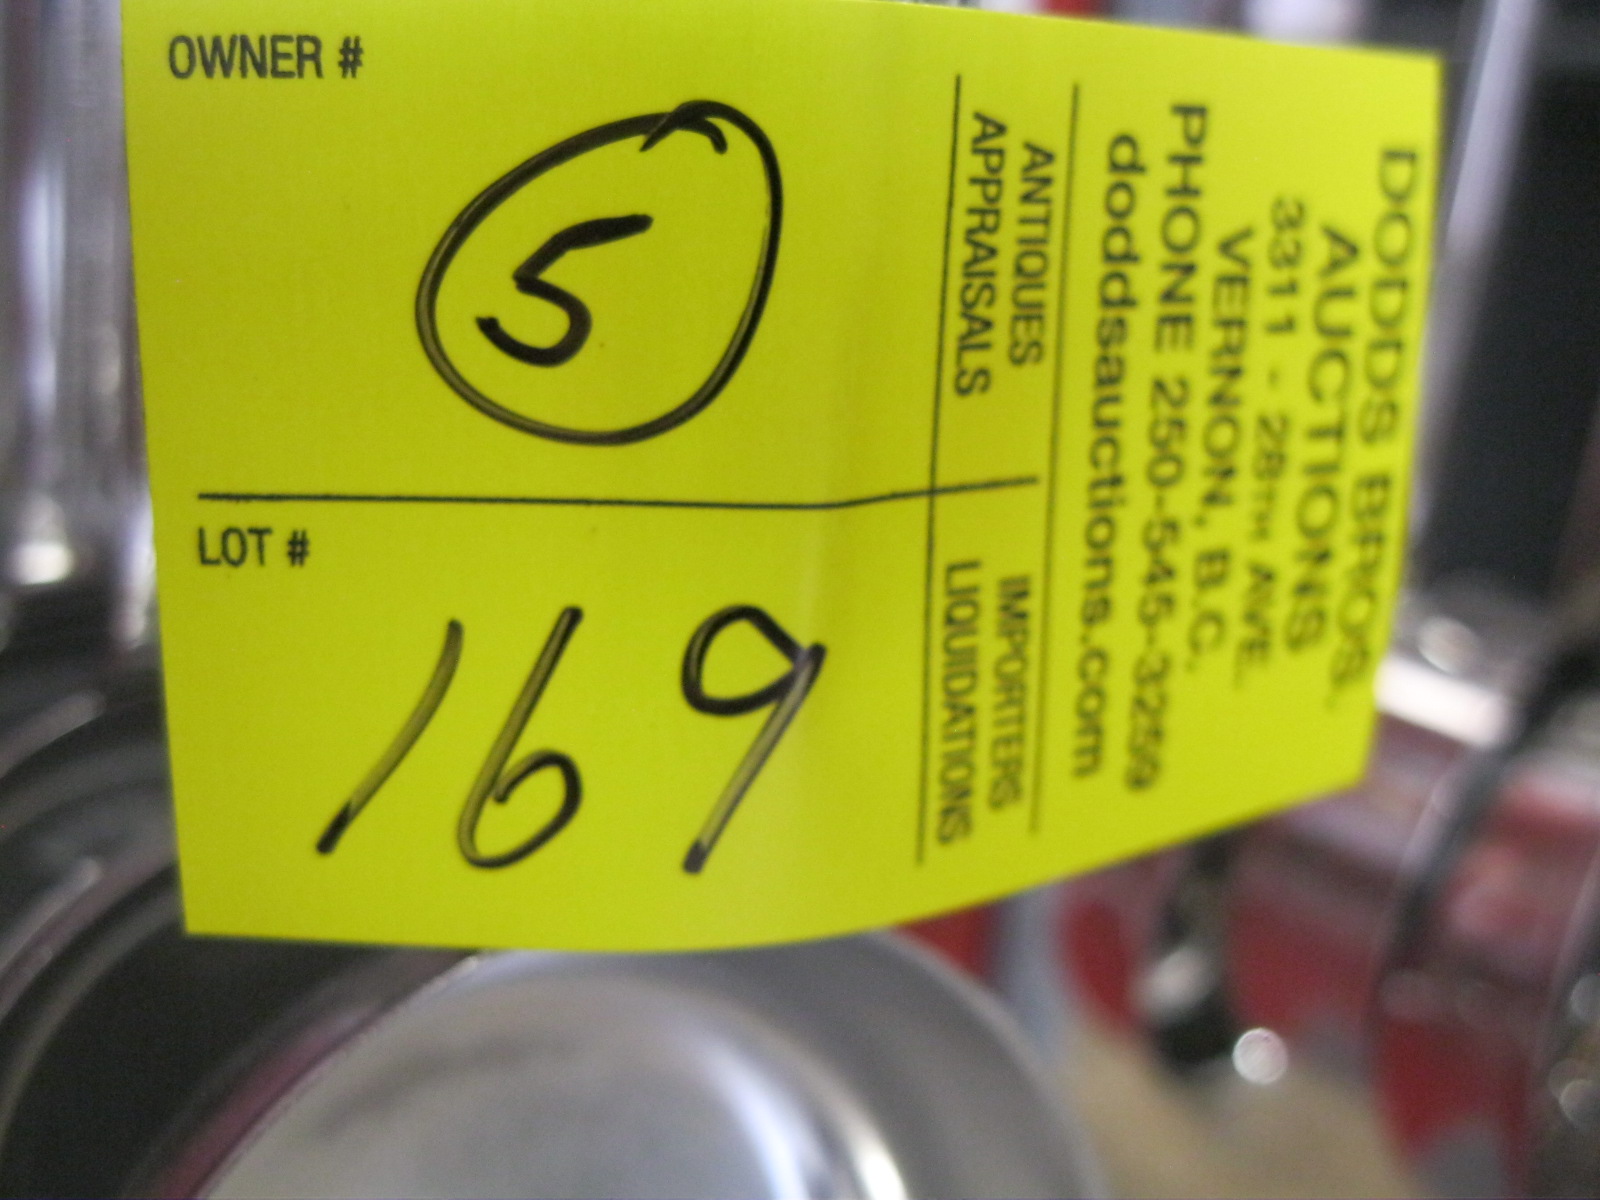 OWNER #
5
LOT #
169
DODDS BROS.
AUCTIONS
3311 - 28TH AVE.
VERNON, B.C.
PHONE 250-545-3259
doddsauctions.com
ANTIQUES
APPRAISALS
IMPORTERS
LIQUIDATIONS